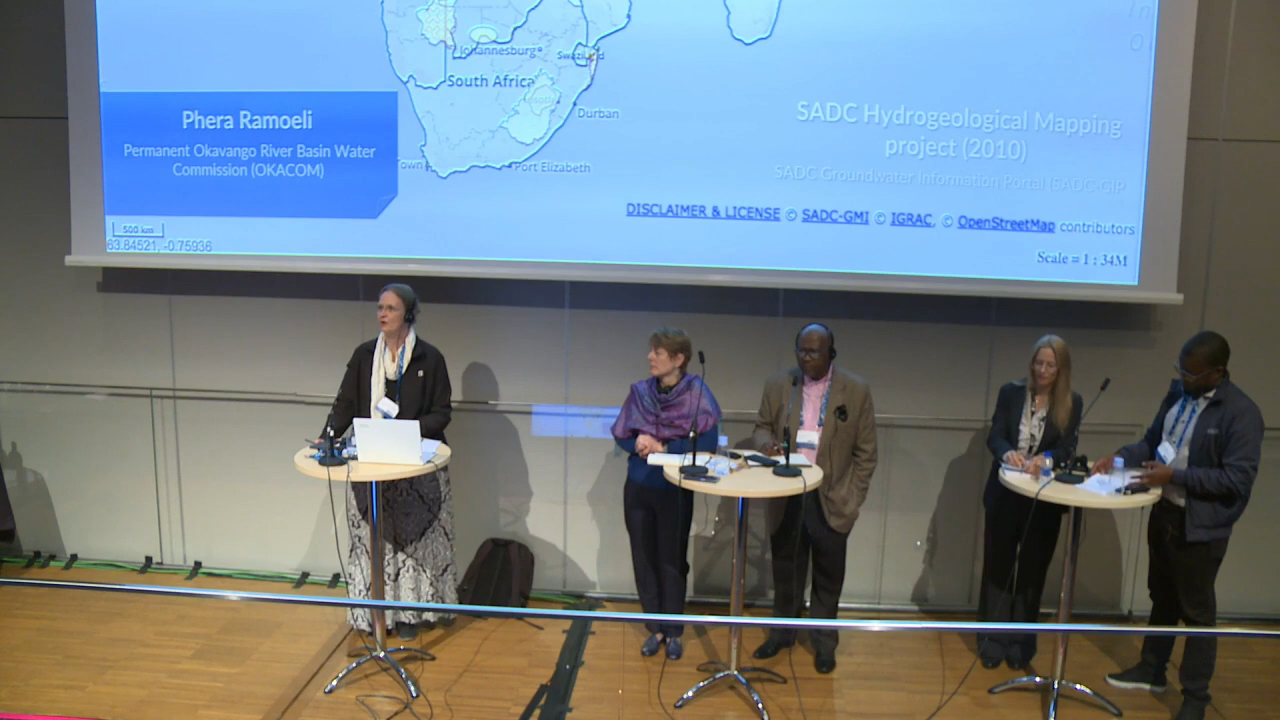 Johannesburg
Swaziland
South Africa
Durban
Port Elizabeth
Phera Ramoeli
Permanent Okavango River Basin Water
Commission (OKACOM)
SADC Hydrogeological Mapping
project (2010)
SADC Groundwater Information Portal (SADC-GIP
DISCLAIMER & LICENSE © SADC-GMI © IGRAC, © OpenStreetMap contributors
500 km
63.84521, -0.75936
Scale = 1 : 34M